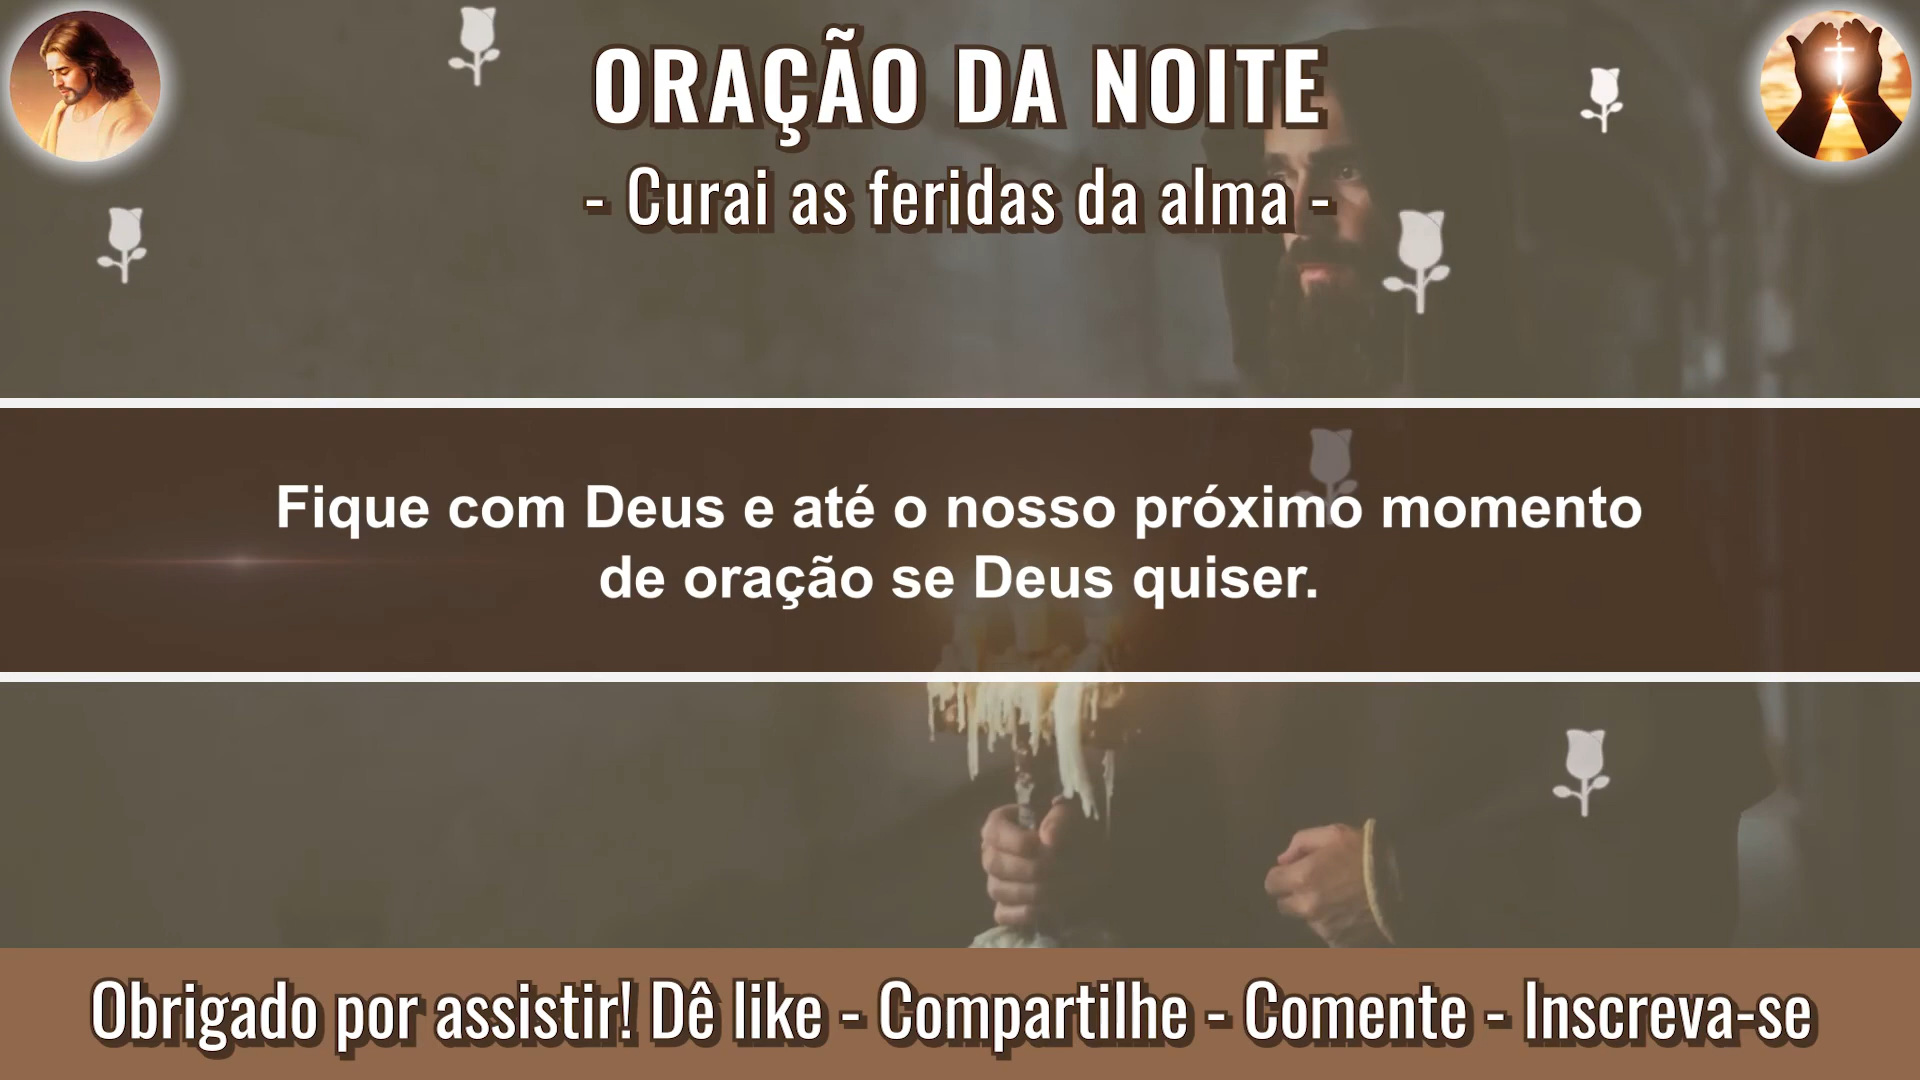 ORAÇÃO DA NOITE
- Curai as feridas da alma -
Fique com Deus e até o nosso próximo momento
de oração se Deus quiser.
Obrigado por assistir! Dê like - Compartilhe - Comente - Inscreva-se